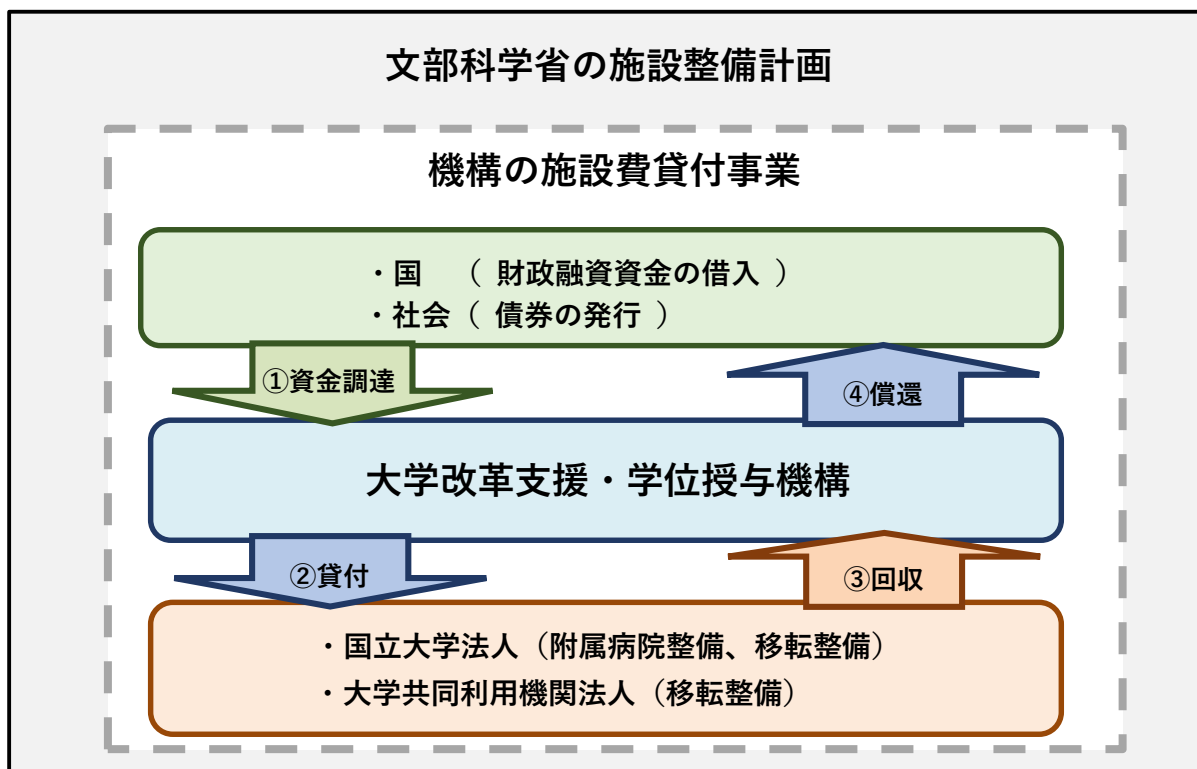 文部科学省の施設整備計画
機構の施設費貸付事業
・国　（ 財政融資資金の借入 ）
・社会（ 債券の発行 ）
①資金調達
④償還
大学改革支援・学位授与機構
②貸付
③回収
・国立大学法人（附属病院整備、移転整備）
・大学共同利用機関法人（移転整備）